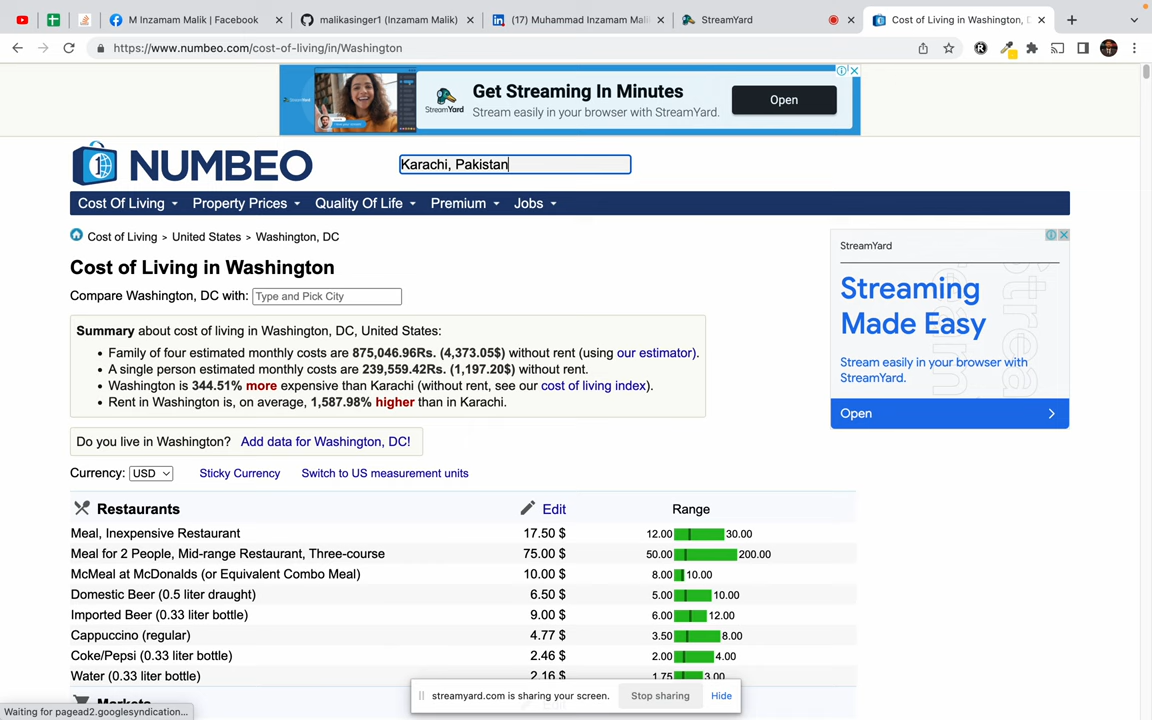 M Inzamam Malik | Facebook
malikasinger1 (Inzamam Malik)
(17) Muhammad Inzamam Malik
StreamYard
Cost of Living in Washington, D
https://www.numbeo.com/cost-of-living/in/Washington
StreamYard
Get Streaming In Minutes
Stream easily in your browser with StreamYard.
Open
NUMBEO
Karachi, Pakistan
Cost Of Living
Property Prices
Quality Of Life
Premium
Jobs
Cost of Living > United States > Washington, DC
Cost of Living in Washington
Compare Washington, DC with: Type and Pick City
Summary about cost of living in Washington, DC, United States:
Family of four estimated monthly costs are 875,046.96Rs. (4,373.05$) without rent (using our estimator).
A single person estimated monthly costs are 239,559.42Rs. (1,197.20$) without rent.
Washington is 344.51% more expensive than Karachi (without rent, see our cost of living index).
Rent in Washington is, on average, 1,587.98% higher than in Karachi.
StreamYard
Streaming
Made Easy
Stream easily in your browser with
StreamYard.
Open
Do you live in Washington? Add data for Washington, DC!
Currency: USD Sticky Currency Switch to US measurement units
Restaurants Edit Range
Meal, Inexpensive Restaurant 17.50 $ 12.00 30.00
Meal for 2 People, Mid-range Restaurant, Three-course 75.00 $ 50.00 200.00
McMeal at McDonalds (or Equivalent Combo Meal) 10.00 $ 8.00 10.00
Domestic Beer (0.5 liter draught) 6.50 $ 5.00 10.00
Imported Beer (0.33 liter bottle) 9.00 $ 6.00 12.00
Cappuccino (regular) 4.77 $ 3.50 8.00
Coke/Pepsi (0.33 liter bottle) 2.46 $ 2.00 4.00
Water (0.33 liter bottle) 2.16 $ 1.75 3.00
Markets
streamyard.com is sharing your screen. Stop sharing Hide
Waiting for pagead2.googlesyndication...